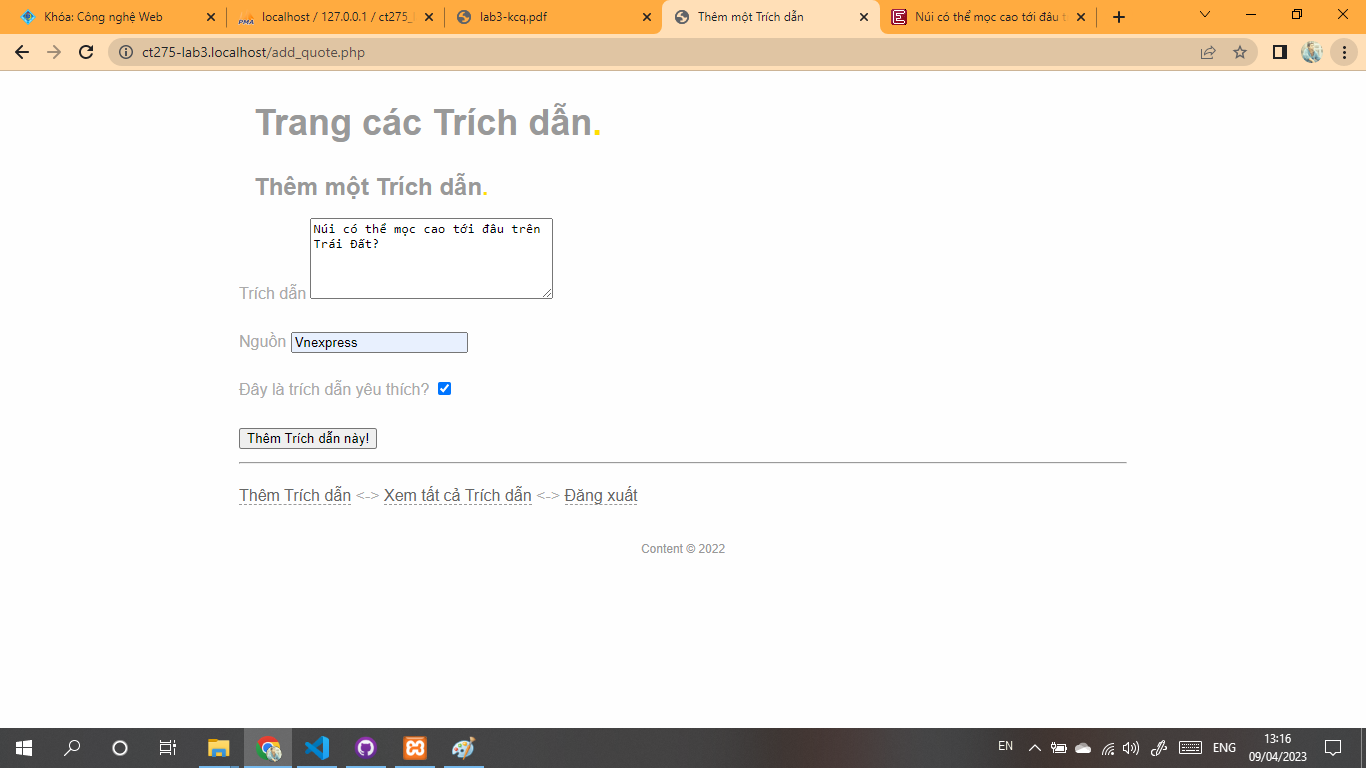 Khóa: Công nghệ Web
PMA localhost / 127.0.0.1 / ct275_l
lab3-kcq.pdf
Thêm một Trích dẫn
E Núi có thể mọc cao tới đâu t
ct275-lab3.localhost/add_quote.php
Trang các Trích dẫn.
Thêm một Trích dẫn.
Núi có thể mọc cao tới đâu trên
Trái Đất?
Trích dẫn
Nguồn Vnexpress
Đây là trích dẫn yêu thích?
Thêm Trích dẫn này!
Thêm Trích dẫn <-> Xem tất cả Trích dẫn <-> Đăng xuất
Content © 2022
EN
ENG
13:16
09/04/2023